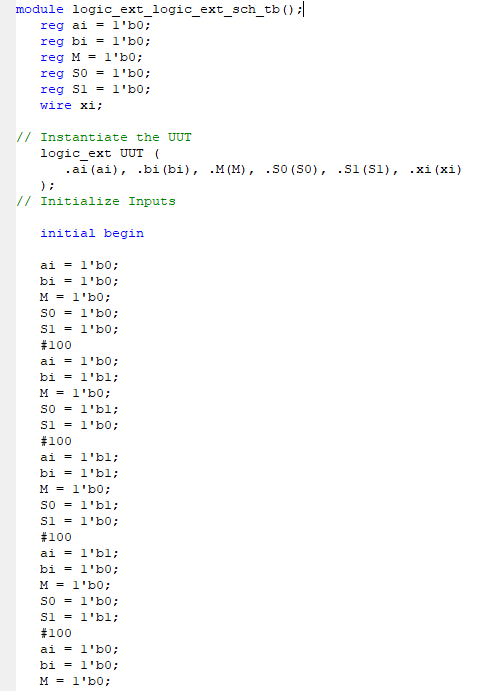 module logic_ext_logic_ext_sch_tb();
reg ai = 1'b0;
reg bi = 1'b0;
reg M = 1'b0;
reg S0 = 1'b0;
reg S1 = 1'b0;
wire xi;
// Instantiate the UUT
logic_ext UUT (
.ai(ai), .bi(bi), .M(M), .S0(S0), .S1(S1), .xi(xi)
);
// Initialize Inputs
initial begin
ai = 1'b0;
bi = 1'b0;
M = 1'b0;
S0 = 1'b0;
S1 = 1'b0;
#100
ai = 1'b0;
bi = 1'b1;
M = 1'b0;
S0 = 1'b1;
S1 = 1'b0;
#100
ai = 1'b1;
bi = 1'b1;
M = 1'b0;
S0 = 1'b1;
S1 = 1'b0;
#100
ai = 1'b1;
bi = 1'b0;
M = 1'b0;
S0 = 1'b0;
S1 = 1'b1;
#100
ai = 1'b0;
bi = 1'b0;
M = 1'b0;